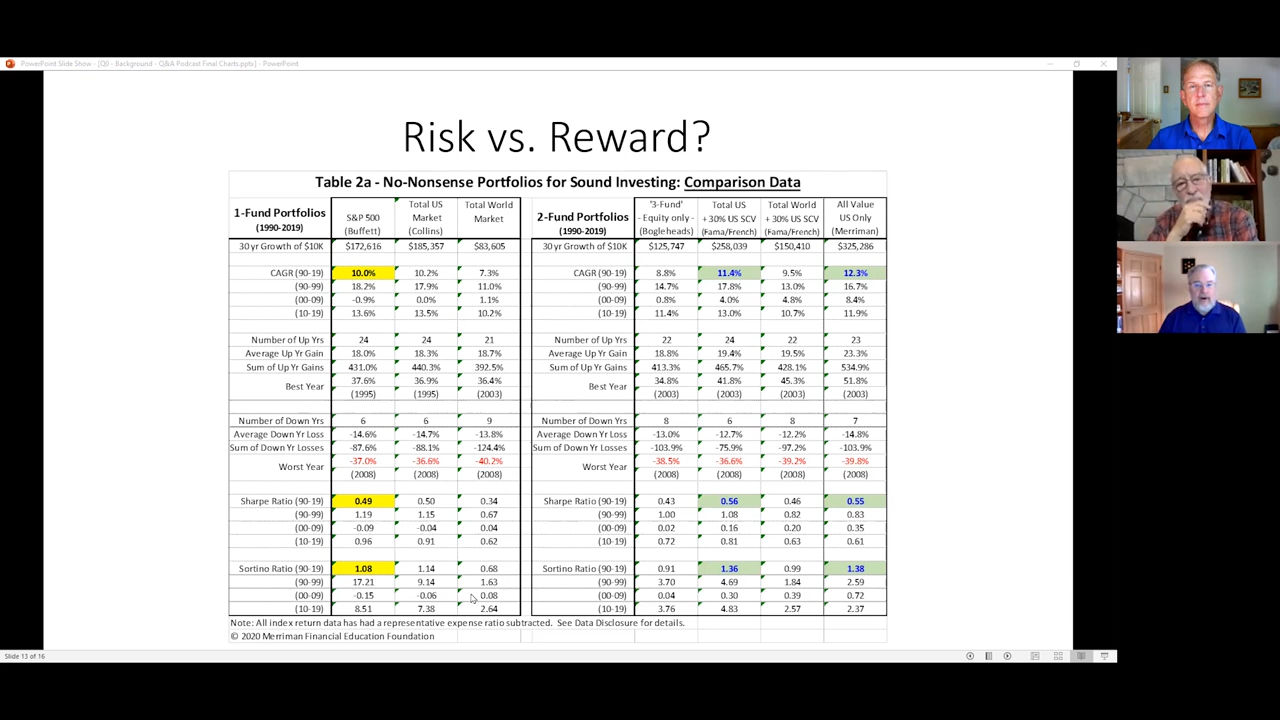 PowerPoint Slide Show - [Q9 - Background - Q&A Podcast Final Charts.pptx] - PowerPoint
Risk vs. Reward?
Table 2a - No-Nonsense Portfolios for Sound Investing: Comparison Data
1-Fund Portfolios (1990-2019) S&P 500 (Buffett) Total US Market (Collins) Total World Market
30 yr Growth of $10K $172,616 $185,357 $83,605
CAGR (90-19) 10.0% 10.2% 7.3%
(90-99) 18.2% 17.9% 11.0%
(00-09) -0.9% 0.0% 1.1%
(10-19) 13.6% 13.5% 10.2%
Number of Up Yrs 24 24 21
Average Up Yr Gain 18.0% 18.3% 18.7%
Sum of Up Yr Gains 431.0% 440.3% 392.5%
Best Year 37.6% 36.9% 36.4%
(1995) (1995) (2003)
Number of Down Yrs 6 6 9
Average Down Yr Loss -14.6% -14.7% -13.8%
Sum of Down Yr Losses -87.6% -88.1% -124.4%
Worst Year -37.0% -36.6% -40.2%
(2008) (2008) (2008)
Sharpe Ratio (90-19) 0.49 0.50 0.34
(90-99) 1.19 1.15 0.67
(00-09) -0.09 -0.04 0.04
(10-19) 0.96 0.91 0.62
Sortino Ratio (90-19) 1.08 1.14 0.68
(90-99) 17.21 9.14 1.63
(00-09) -0.15 -0.06 0.08
(10-19) 8.51 7.38 2.64
2-Fund Portfolios (1990-2019) '3-Fund' - Equity only - (Bogleheads) Total US + 30% US SCV (Fama/French) Total World + 30% US SCV (Fama/French) All Value US Only (Merriman)
30 yr Growth of $10K $125,747 $258,039 $150,410 $325,286
CAGR (90-19) 8.8% 11.4% 9.5% 12.3%
(90-99) 14.7% 17.8% 13.0% 16.7%
(00-09) 0.8% 4.0% 4.8% 8.4%
(10-19) 11.4% 13.0% 10.7% 11.9%
Number of Up Yrs 22 24 22 23
Average Up Yr Gain 18.8% 19.4% 19.5% 23.3%
Sum of Up Yr Gains 413.3% 465.7% 428.1% 534.9%
Best Year 34.8% 41.8% 45.3% 51.8%
(2003) (2003) (2003) (2003)
Number of Down Yrs 8 6 8 7
Average Down Yr Loss -13.0% -12.7% -12.2% -14.8%
Sum of Down Yr Losses -103.9% -75.9% -97.2% -103.9%
Worst Year -38.5% -36.6% -39.2% -39.8%
(2008) (2008) (2008) (2008)
Sharpe Ratio (90-19) 0.43 0.56 0.46 0.55
(90-99) 1.00 1.08 0.82 0.83
(00-09) 0.02 0.16 0.20 0.35
(10-19) 0.72 0.81 0.63 0.61
Sortino Ratio (90-19) 0.91 1.36 0.99 1.38
(90-99) 3.70 4.69 1.84 2.59
(00-09) 0.04 0.30 0.39 0.72
(10-19) 3.76 4.83 2.57 2.37
Note: All index return data has had a representative expense ratio subtracted. See Data Disclosure for details.
© 2020 Merriman Financial Education Foundation
Slide 13 of 16